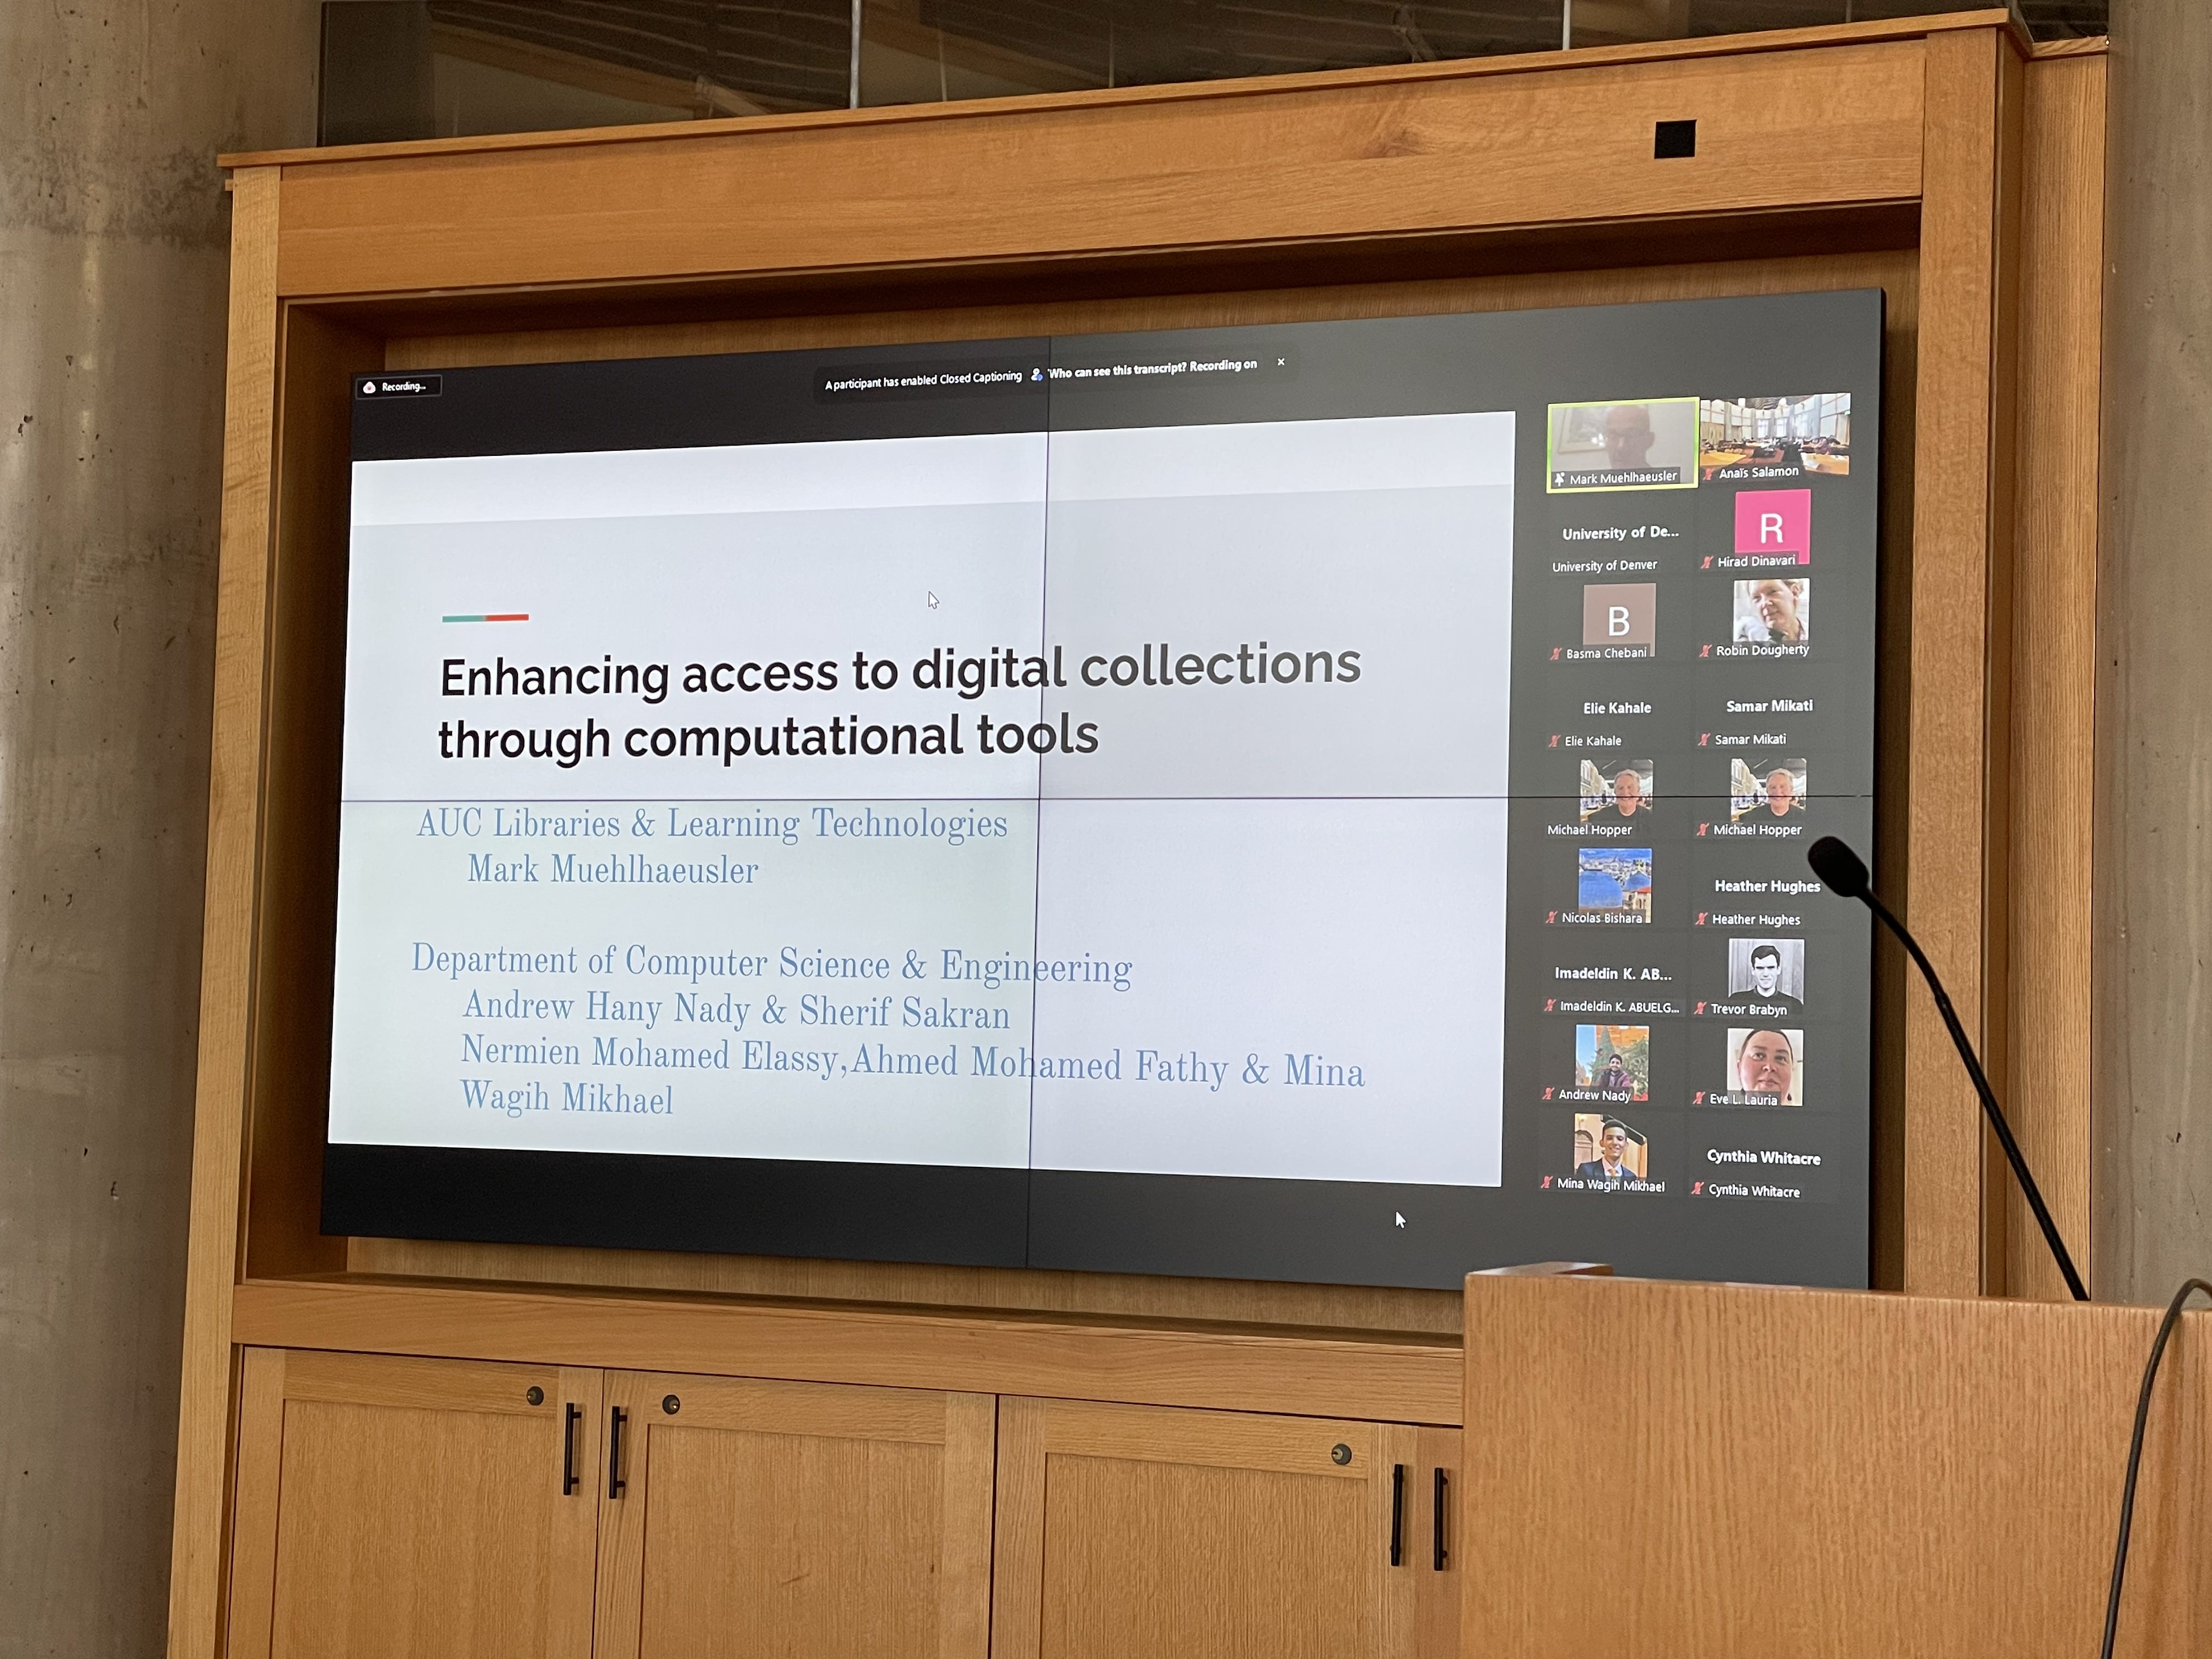 Recording...
A participant has enabled Closed Captioning Who can see this transcript? Recording on ×
Enhancing access to digital collections
through computational tools
AUC Libraries & Learning Technologies
Mark Muehlhaeusler
Department of Computer Science & Engineering
Andrew Hany Nady & Sherif Sakran
Nermien Mohamed Elassy,Ahmed Mohamed Fathy & Mina
Wagih Mikhael
Mark Muehlhaeusler
Anaïs Salamon
University of De...
University of Denver
R
Hirad Dinavari
B
Basma Chebani
Robin Dougherty
Elie Kahale
Elie Kahale
Samar Mikati
Samar Mikati
Michael Hopper
Michael Hopper
Nicolas Bishara
Heather Hughes
Heather Hughes
Imadeldin K. AB...
Imadeldin K. ABUELG...
Trevor Brabyn
Andrew Nady
Eve L. Lauria
Mina Wagih Mikhael
Cynthia Whitacre
Cynthia Whitacre